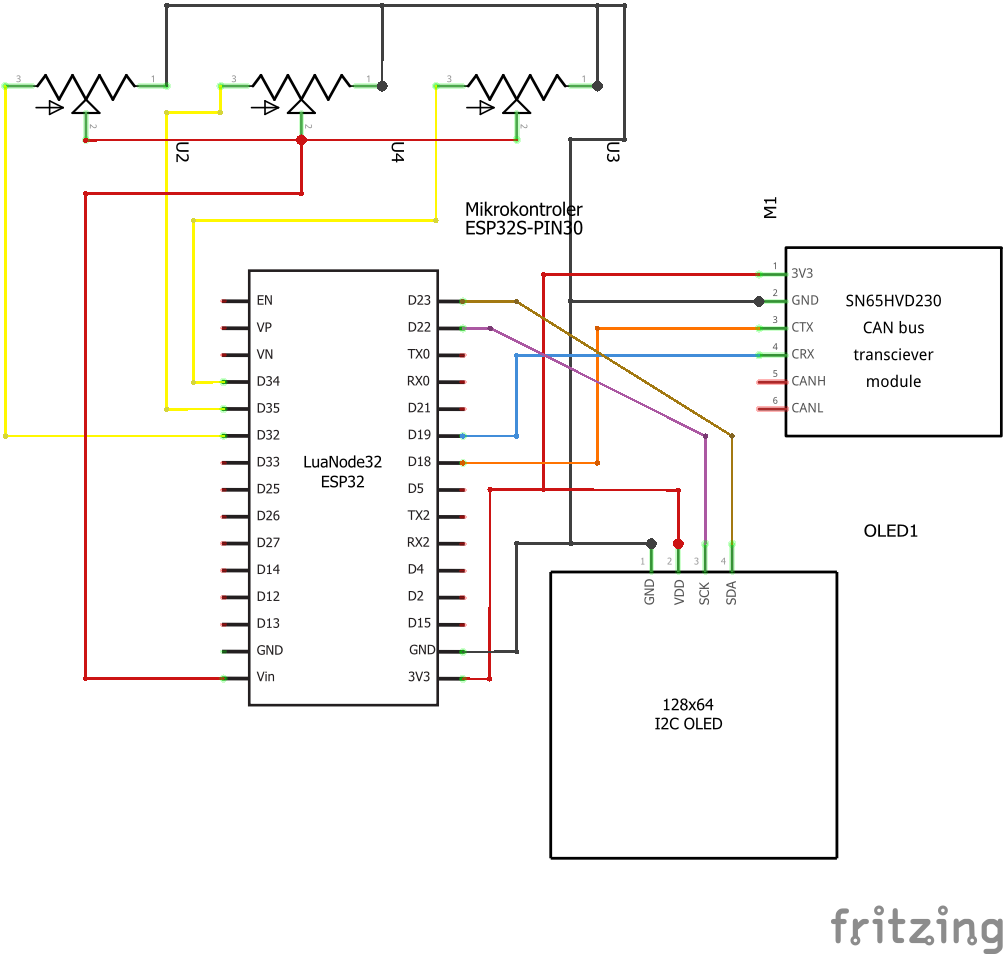 3
1
3
1
3
1
2
2
2
U2
U4
U3
Mikrokontroler
ESP32S-PIN30
M1
EN
VP
VN
D34
D35
D32
D33
D25
D26
D27
D14
D12
D13
GND
Vin
LuaNode32
ESP32
D23
D22
TX0
RX0
D21
D19
D18
D5
TX2
RX2
D4
D2
D15
GND
3V3
1 3V3
2 GND
3 CTX
4 CRX
5 CANH
6 CANL
SN65HVD230
CAN bus
transciever
module
OLED1
1
2
3
4
GND
VDD
SCK
SDA
128x64
I2C OLED
fritzing